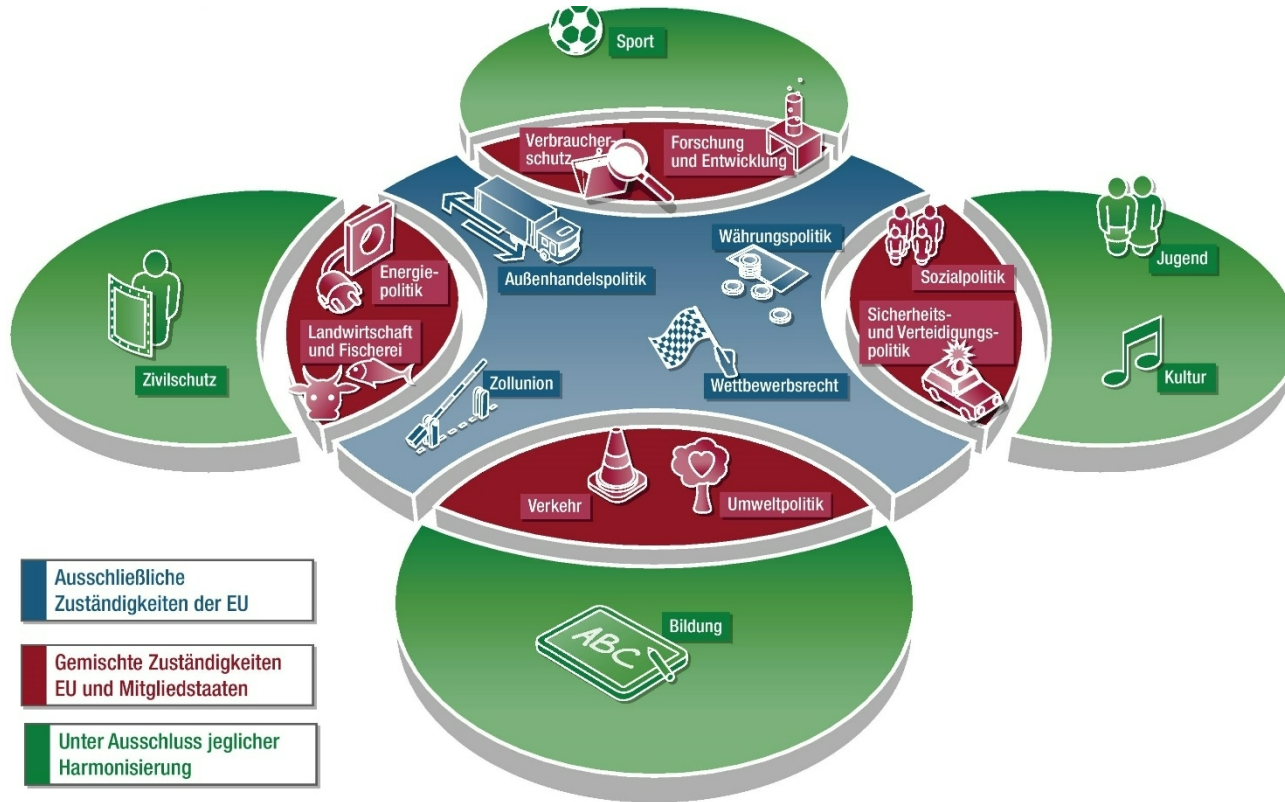 Sport
Verbraucher-
schutz
Forschung
und Entwicklung
Währungspolitik
Außenhandelspolitik
Energie-
politik
Landwirtschaft
und Fischerei
Zivilschutz
Zollunion
Wettbewerbsrecht
Sozialpolitik
Sicherheits-
und Verteidigungs-
politik
Jugend
Kultur
Verkehr
Umweltpolitik
Bildung
ABC
Ausschließliche
Zuständigkeiten der EU
Gemischte Zuständigkeiten
EU und Mitgliedstaaten
Unter Ausschluss jeglicher
Harmonisierung